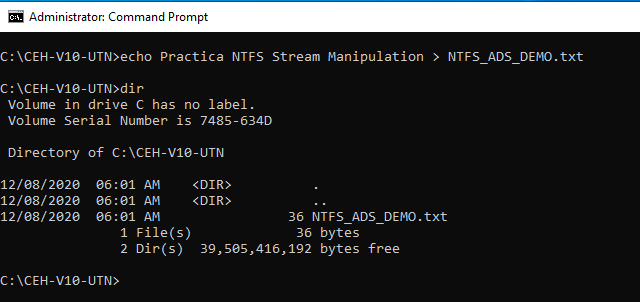 Administrator: Command Prompt
C:\CEH-V10-UTN>echo Practica NTFS Stream Manipulation > NTFS_ADS_DEMO.txt
C:\CEH-V10-UTN>dir
 Volume in drive C has no label.
 Volume Serial Number is 7485-634D
 Directory of C:\CEH-V10-UTN
12/08/2020  06:01 AM    <DIR>          .
12/08/2020  06:01 AM    <DIR>          ..
12/08/2020  06:01 AM                36 NTFS_ADS_DEMO.txt
               1 File(s)             36 bytes
               2 Dir(s)  39,505,416,192 bytes free
C:\CEH-V10-UTN>